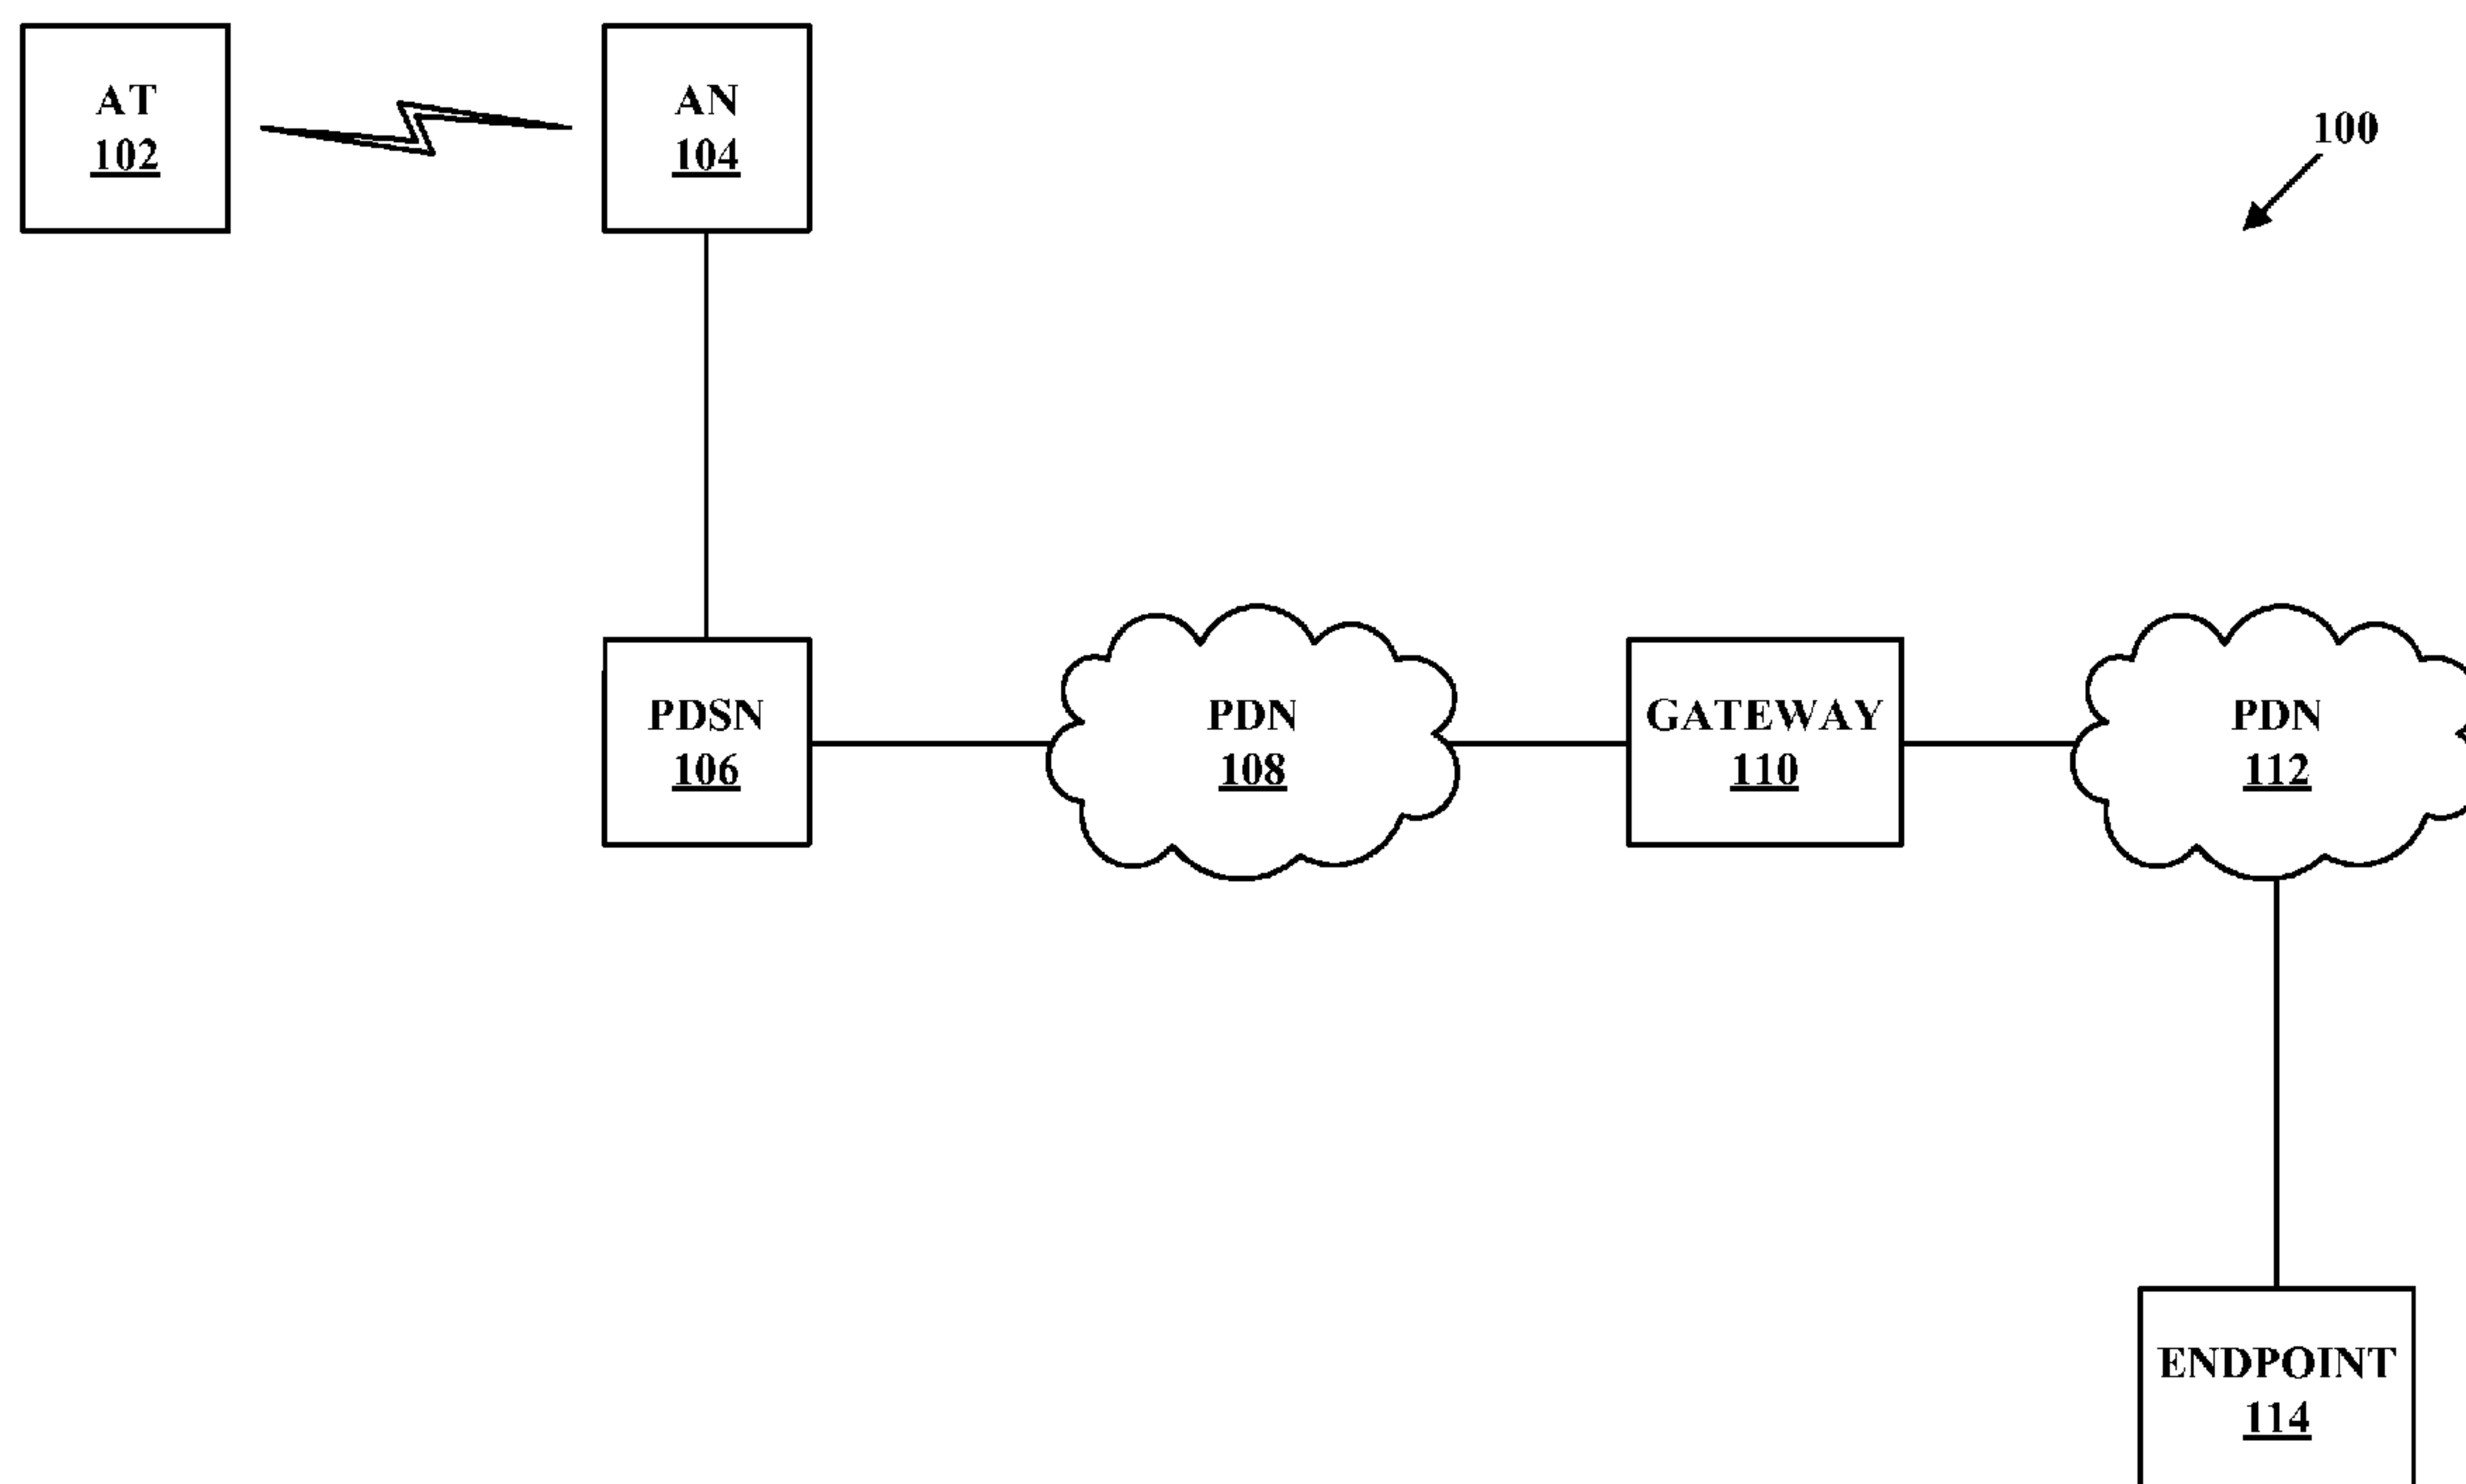 AT
102
AN
104
100
PDSN
106
PDN
108
GATEWAY
110
PDN
112
ENDPOINT
114